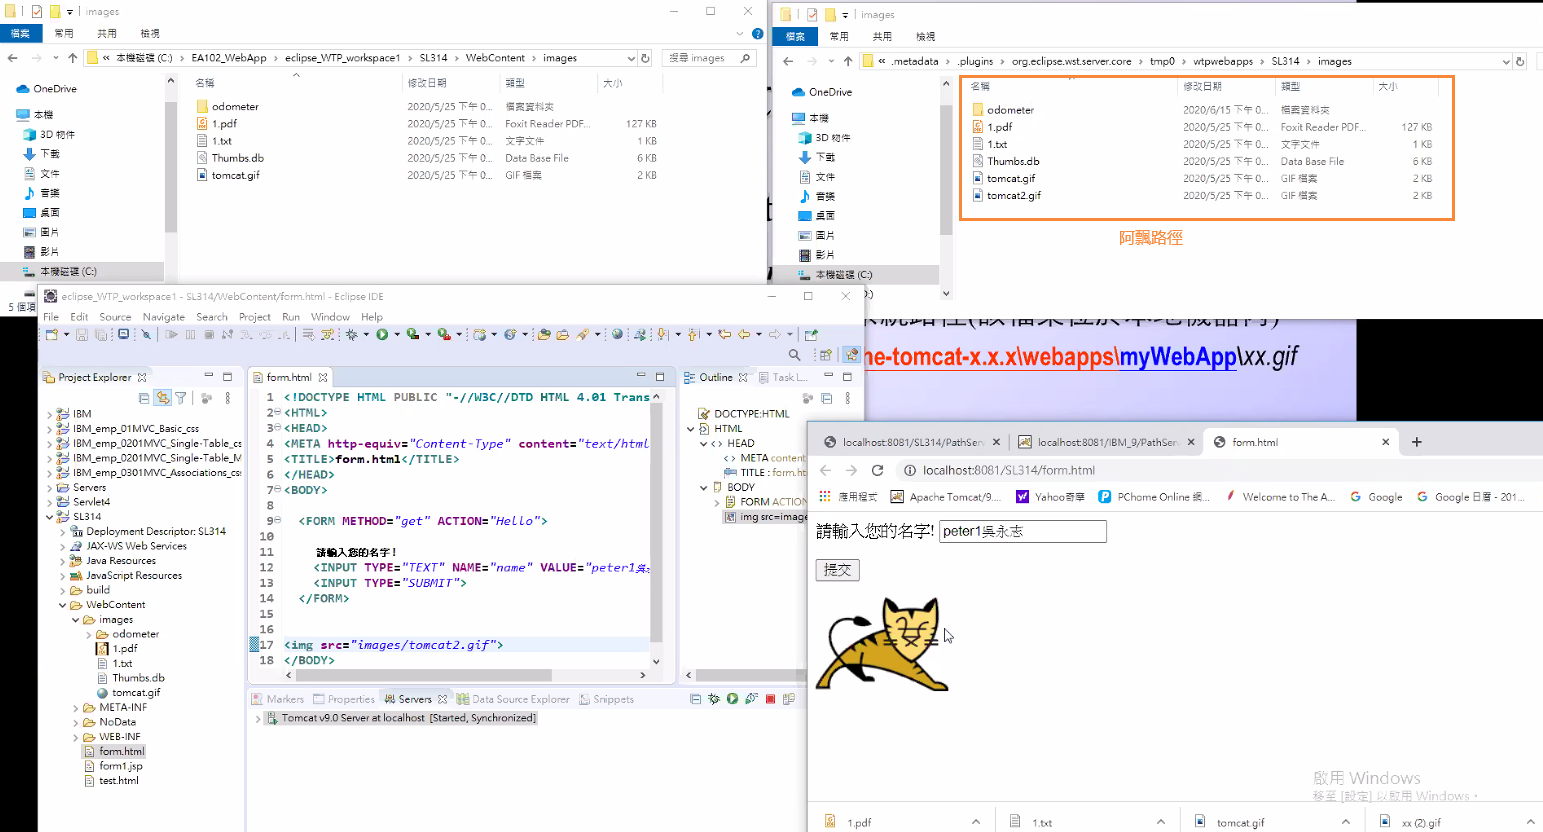 images
檔案 常用 共用 檢視
« 本機磁碟 (C:) › EA102_WebApp › eclipse_WTP_workspace1 › SL314 › WebContent › images
搜尋 images
名稱 修改日期 類型 大小
OneDrive
本機
3D 物件
下載
文件
音樂
桌面
圖片
影片
本機磁碟 (C:)
odometer 2020/5/25 下午 0... 檔案資料夾
1.pdf 2020/5/25 下午 0... Foxit Reader PDF... 127 KB
1.txt 2020/5/25 下午 0... 文字文件 1 KB
Thumbs.db 2020/5/25 下午 0... Data Base File 6 KB
tomcat.gif 2020/5/25 下午 0... GIF 檔案 2 KB
5 個項
images
檔案 常用 共用 檢視
« .metadata › .plugins › org.eclipse.wst.server.core › tmp0 › wtpwebapps › SL314 › images
名稱 修改日期 類型 大小
OneDrive
本機
3D 物件
下載
文件
音樂
桌面
圖片
影片
本機磁碟 (C:)
odometer 2020/6/15 下午 0... 檔案資料夾
1.pdf 2020/5/25 下午 0... Foxit Reader PDF... 127 KB
1.txt 2020/5/25 下午 0... 文字文件 1 KB
Thumbs.db 2020/5/25 下午 0... Data Base File 6 KB
tomcat.gif 2020/5/25 下午 0... GIF 檔案 2 KB
tomcat2.gif 2020/5/25 下午 0... GIF 檔案 2 KB
阿飄路徑
he-tomcat-x.x.x\webapps\myWebApp\xx.gif
eclipse_WTP_workspace1 - SL314/WebContent/form.html - Eclipse IDE
File Edit Source Navigate Search Project Run Window Help
Project Explorer
IBM
IBM_emp_01MVC_Basic_css
IBM_emp_0201MVC_Single-Table_cs
IBM_emp_0201MVC_Single-Table_M
IBM_emp_0301MVC_Associations_cs
Servers
Servlet4
SL314
Deployment Descriptor: SL314
JAX-WS Web Services
Java Resources
JavaScript Resources
build
WebContent
images
odometer
1.pdf
1.txt
Thumbs.db
tomcat.gif
META-INF
NoData
WEB-INF
form.html
form1.jsp
test.html
form.html
1 <!DOCTYPE HTML PUBLIC "-//W3C//DTD HTML 4.01 Trans
2 <HTML>
3 <HEAD>
4 <META http-equiv="Content-Type" content="text/html
5 <TITLE>form.html</TITLE>
6 </HEAD>
7 <BODY>
8
9 <FORM METHOD="get" ACTION="Hello">
10
11 請輸入您的名字!
12 <INPUT TYPE="TEXT" NAME="name" VALUE="peter1吳永
13 <INPUT TYPE="SUBMIT">
14 </FORM>
15
16
17 <img src="images/tomcat2.gif">
18 </BODY>
Outline Task L...
DOCTYPE:HTML
HTML
HEAD
META content
TITLE : form.ht
BODY
FORM ACTION
img src=image
Markers Properties Servers Data Source Explorer Snippets
Tomcat v9.0 Server at localhost [Started, Synchronized]
localhost:8081/SL314/PathServ localhost:8081/IBM_9/PathServ form.html
localhost:8081/SL314/form.html
應用程式 Apache Tomcat/9.... Yahoo奇摩 PChome Online 網... Welcome to The A... Google Google 日曆 - 201...
請輸入您的名字! peter1吳永志
提交
啟用 Windows
移至 [設定] 以啟用 Windows。
1.pdf 1.txt tomcat.gif xx (2).gif